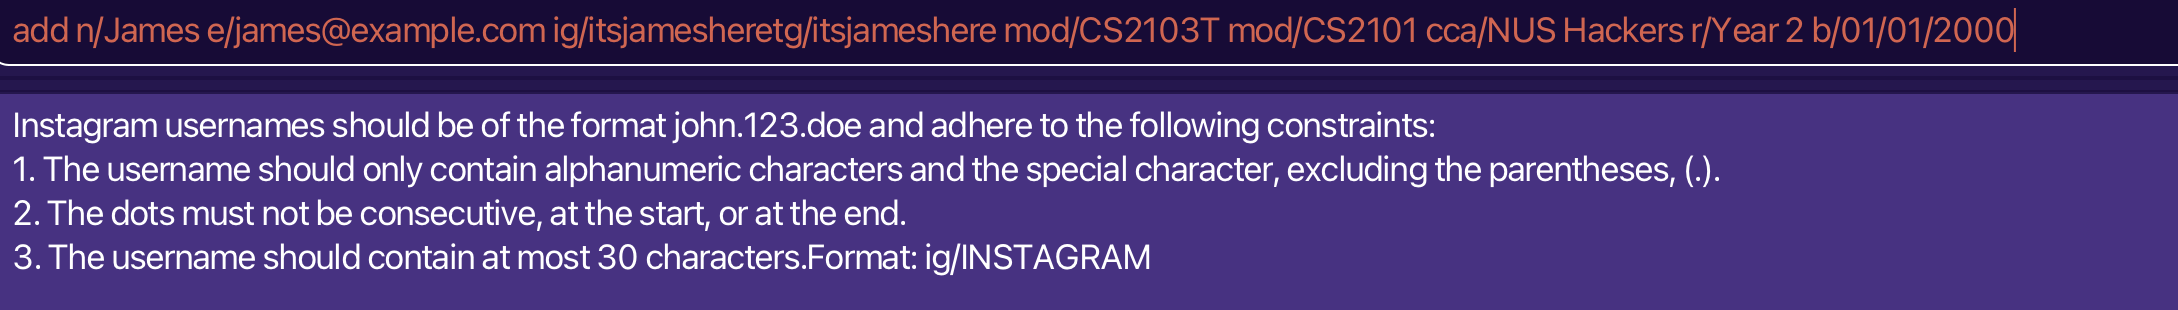 add n/James e/james@example.com ig/itsjamesheretg/itsjameshere mod/CS2103T mod/CS2101 cca/NUS Hackers r/Year 2 b/01/01/2000
Instagram usernames should be of the format john.123.doe and adhere to the following constraints:
1. The username should only contain alphanumeric characters and the special character, excluding the parentheses, (.).
2. The dots must not be consecutive, at the start, or at the end.
3. The username should contain at most 30 characters.Format: ig/INSTAGRAM